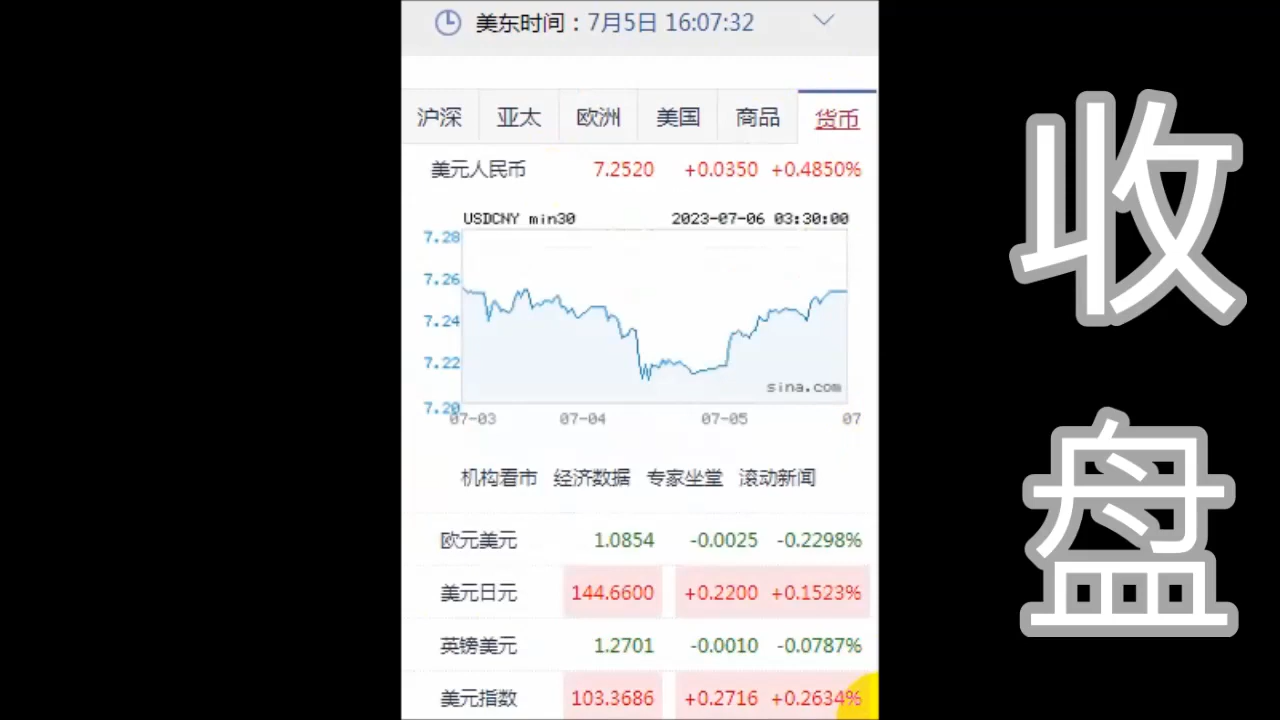 美东时间：7月5日 16:07:32
沪深 亚太 欧洲 美国 商品 货币
美元人民币 7.2520 +0.0350 +0.4850%
USDCNY min30 2023-07-06 03:30:00
7.28
7.26
7.24
7.22
7.20
sina.com
07-03 07-04 07-05 07
机构看市 经济数据 专家坐堂 滚动新闻
欧元美元 1.0854 -0.0025 -0.2298%
美元日元 144.6600 +0.2200 +0.1523%
英镑美元 1.2701 -0.0010 -0.0787%
美元指数 103.3686 +0.2716 +0.2634%
收
盘